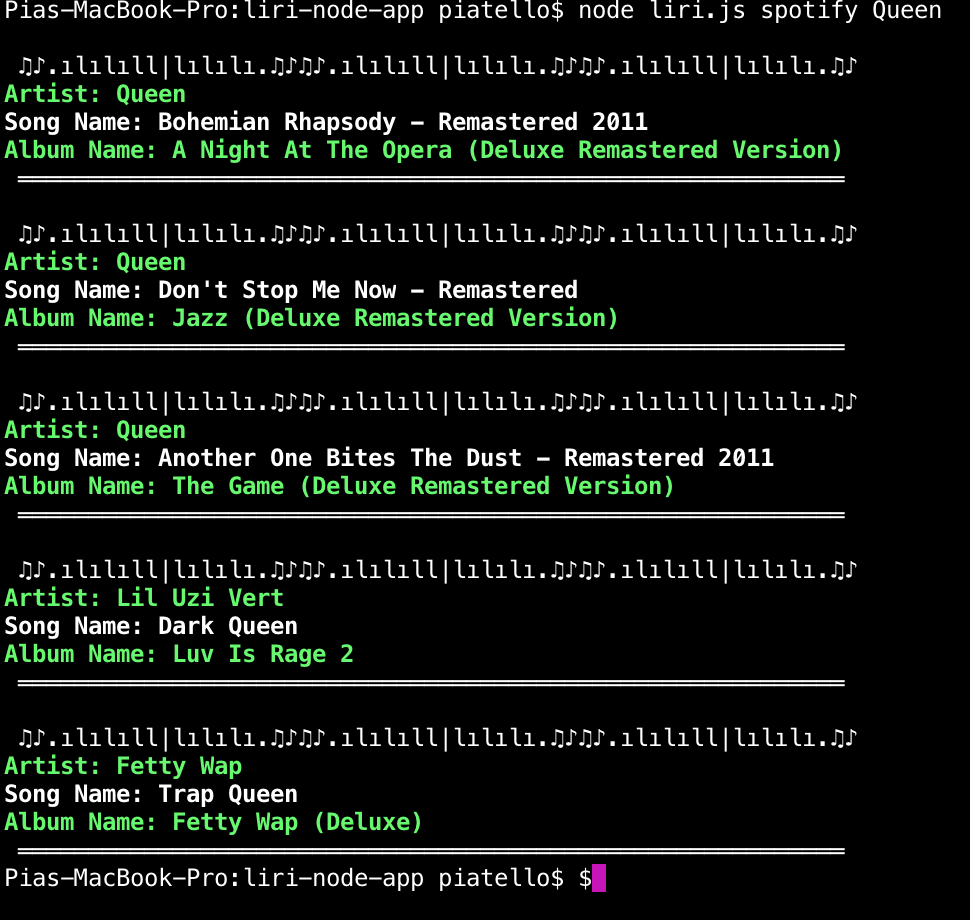 Pias-MacBook-Pro:liri-node-app piatello$ node liri.js spotify Queen
♫♪.ılılıll|lılılı.♫♪♫♪.ılılıll|lılılı.♫♪♫♪.ılılıll|lılılı.♫♪
Artist: Queen
Song Name: Bohemian Rhapsody - Remastered 2011
Album Name: A Night At The Opera (Deluxe Remastered Version)
═══════════════════════════════════════════════════════════
♫♪.ılılıll|lılılı.♫♪♫♪.ılılıll|lılılı.♫♪♫♪.ılılıll|lılılı.♫♪
Artist: Queen
Song Name: Don't Stop Me Now - Remastered
Album Name: Jazz (Deluxe Remastered Version)
═══════════════════════════════════════════════════════════
♫♪.ılılıll|lılılı.♫♪♫♪.ılılıll|lılılı.♫♪♫♪.ılılıll|lılılı.♫♪
Artist: Queen
Song Name: Another One Bites The Dust - Remastered 2011
Album Name: The Game (Deluxe Remastered Version)
═══════════════════════════════════════════════════════════
♫♪.ılılıll|lılılı.♫♪♫♪.ılılıll|lılılı.♫♪♫♪.ılılıll|lılılı.♫♪
Artist: Lil Uzi Vert
Song Name: Dark Queen
Album Name: Luv Is Rage 2
═══════════════════════════════════════════════════════════
♫♪.ılılıll|lılılı.♫♪♫♪.ılılıll|lılılı.♫♪♫♪.ılılıll|lılılı.♫♪
Artist: Fetty Wap
Song Name: Trap Queen
Album Name: Fetty Wap (Deluxe)
═══════════════════════════════════════════════════════════
Pias-MacBook-Pro:liri-node-app piatello$ $